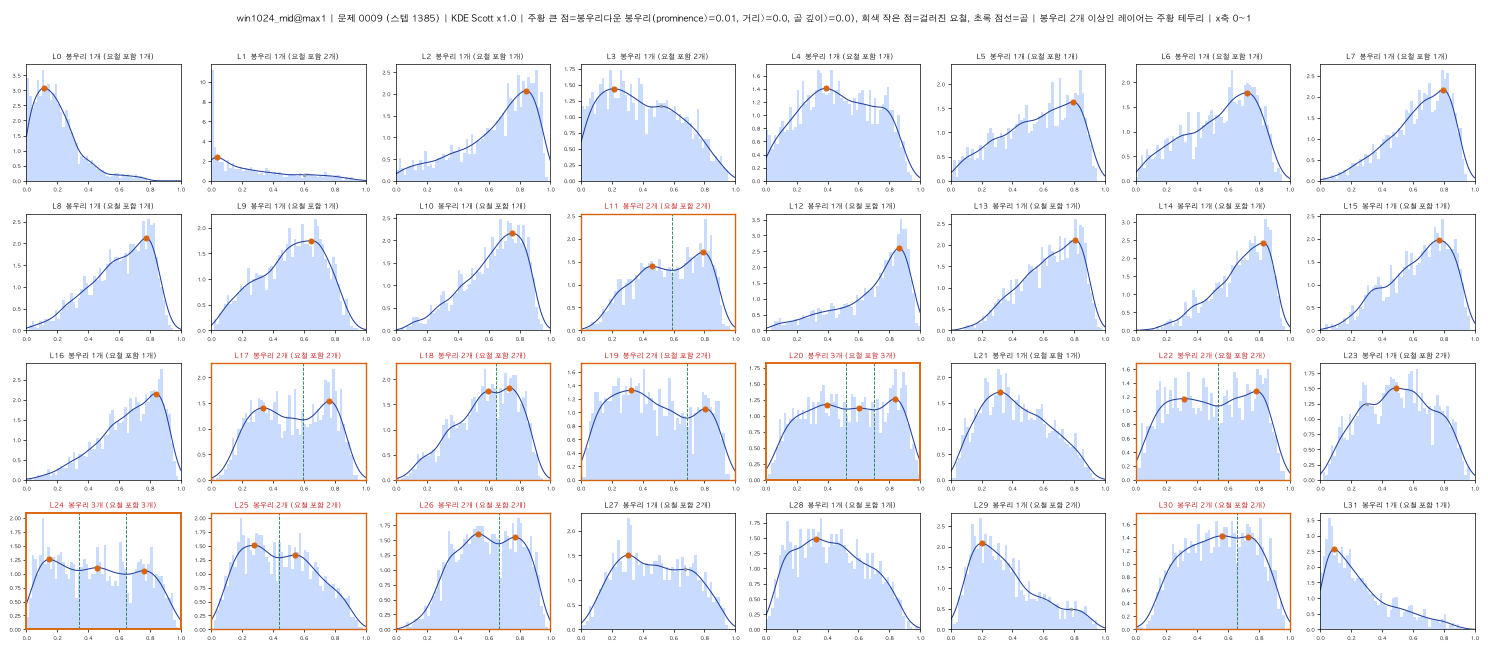 win1024_mid@max1 | 문제 0009 (스텝 1385) | KDE Scott x1.0 | 주황 큰 점=봉우리다운 봉우리(prominence>=0.01, 거리>=0.0, 골 깊이>=0.0), 회색 작은 점=걸러진 요철, 초록 점선=골 | 봉우리 2개 이상인 레이어는 주황 테두리 | x축 0~1
L0 봉우리 1개 (요철 포함 1개)
L1 봉우리 1개 (요철 포함 2개)
L2 봉우리 1개 (요철 포함 1개)
L3 봉우리 1개 (요철 포함 2개)
L4 봉우리 1개 (요철 포함 1개)
L5 봉우리 1개 (요철 포함 1개)
L6 봉우리 1개 (요철 포함 1개)
L7 봉우리 1개 (요철 포함 1개)
L8 봉우리 1개 (요철 포함 1개)
L9 봉우리 1개 (요철 포함 1개)
L10 봉우리 1개 (요철 포함 1개)
L11 봉우리 2개 (요철 포함 2개)
L12 봉우리 1개 (요철 포함 1개)
L13 봉우리 1개 (요철 포함 1개)
L14 봉우리 1개 (요철 포함 1개)
L15 봉우리 1개 (요철 포함 1개)
L16 봉우리 1개 (요철 포함 1개)
L17 봉우리 2개 (요철 포함 2개)
L18 봉우리 2개 (요철 포함 2개)
L19 봉우리 2개 (요철 포함 2개)
L20 봉우리 3개 (요철 포함 3개)
L21 봉우리 1개 (요철 포함 1개)
L22 봉우리 2개 (요철 포함 2개)
L23 봉우리 1개 (요철 포함 2개)
L24 봉우리 3개 (요철 포함 3개)
L25 봉우리 2개 (요철 포함 2개)
L26 봉우리 2개 (요철 포함 2개)
L27 봉우리 1개 (요철 포함 2개)
L28 봉우리 1개 (요철 포함 1개)
L29 봉우리 1개 (요철 포함 2개)
L30 봉우리 2개 (요철 포함 2개)
L31 봉우리 1개 (요철 포함 1개)